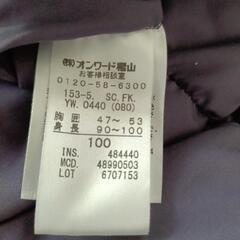 ㈱オンワード樫山
お客様相談室
0120-58-6300
153-5. SC. FK.
YW. 0440 (080)
胸囲 47～53
身長 90～100
100
INS. 484440
MCD. 48990503
LOT 6707153